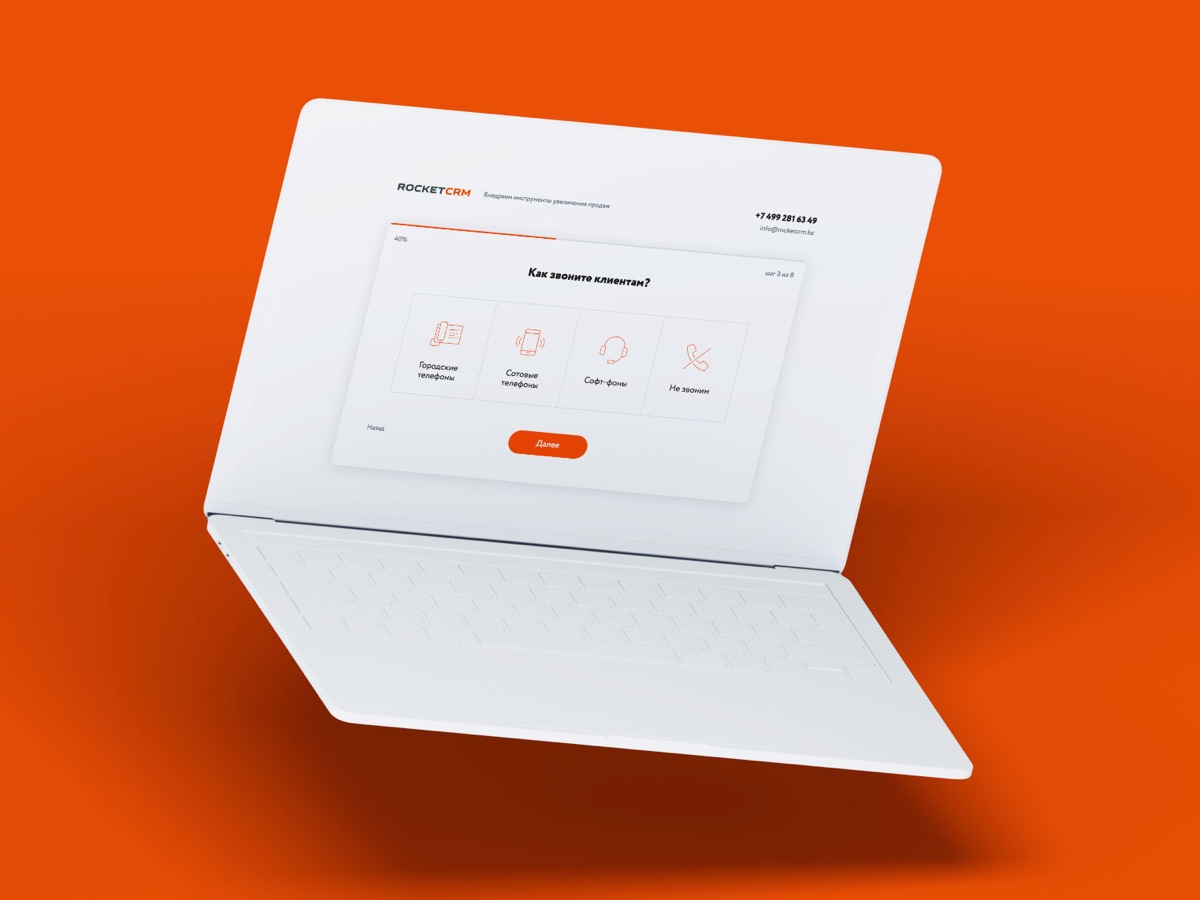 ROCKETCRM
Внедряем инструменты увеличения продаж
+7 499 281 63 49
info@rocketcrm.bz
40%
шаг 3 из 8
Как звоните клиентам?
Городские
телефоны
Сотовые
телефоны
Софт-фоны
Не звоним
Назад
Далее